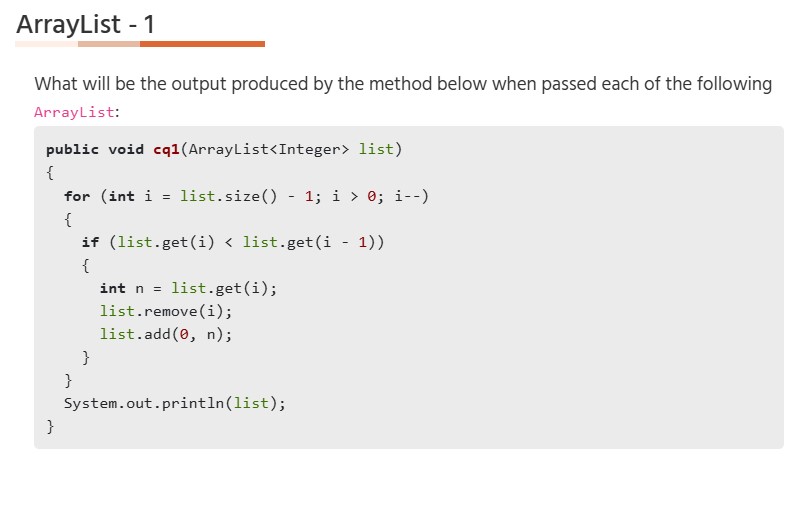 ArrayList - 1
What will be the output produced by the method below when passed each of the following
ArrayList:
public void cq1(ArrayList<Integer> list)
{
  for (int i = list.size() - 1; i > 0; i--)
  {
    if (list.get(i) < list.get(i - 1))
    {
      int n = list.get(i);
      list.remove(i);
      list.add(0, n);
    }
  }
  System.out.println(list);
}